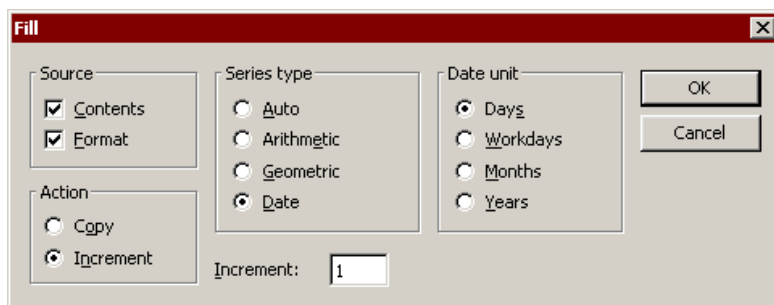 Fill
Source
Contents
Format
Action
Copy
Increment
Series type
Auto
Arithmetic
Geometric
Date
Increment: 1
Date unit
Days
Workdays
Months
Years
OK
Cancel